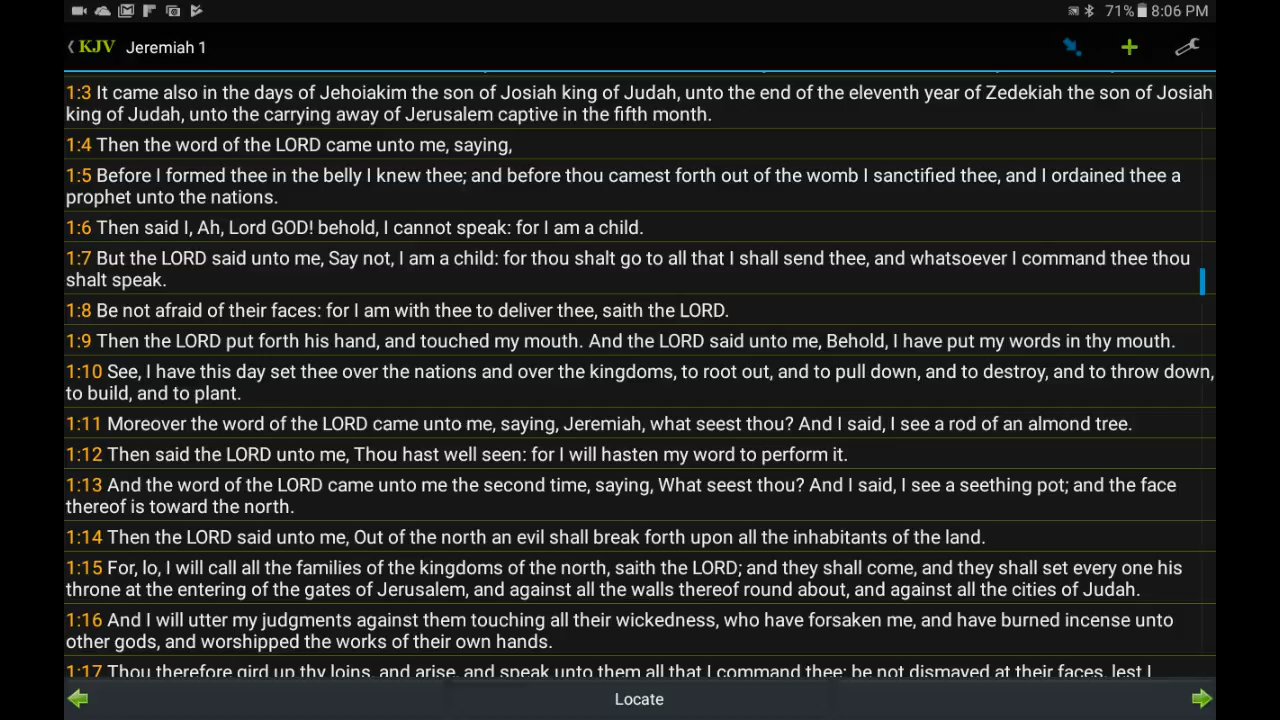 71% 8:06 PM
KJV Jeremiah 1
1:3 It came also in the days of Jehoiakim the son of Josiah king of Judah, unto the end of the eleventh year of Zedekiah the son of Josiah
king of Judah, unto the carrying away of Jerusalem captive in the fifth month.
1:4 Then the word of the LORD came unto me, saying,
1:5 Before I formed thee in the belly I knew thee; and before thou camest forth out of the womb I sanctified thee, and I ordained thee a
prophet unto the nations.
1:6 Then said I, Ah, Lord GOD! behold, I cannot speak: for I am a child.
1:7 But the LORD said unto me, Say not, I am a child: for thou shalt go to all that I shall send thee, and whatsoever I command thee thou
shalt speak.
1:8 Be not afraid of their faces: for I am with thee to deliver thee, saith the LORD.
1:9 Then the LORD put forth his hand, and touched my mouth. And the LORD said unto me, Behold, I have put my words in thy mouth.
1:10 See, I have this day set thee over the nations and over the kingdoms, to root out, and to pull down, and to destroy, and to throw down,
to build, and to plant.
1:11 Moreover the word of the LORD came unto me, saying, Jeremiah, what seest thou? And I said, I see a rod of an almond tree.
1:12 Then said the LORD unto me, Thou hast well seen: for I will hasten my word to perform it.
1:13 And the word of the LORD came unto me the second time, saying, What seest thou? And I said, I see a seething pot; and the face
thereof is toward the north.
1:14 Then the LORD said unto me, Out of the north an evil shall break forth upon all the inhabitants of the land.
1:15 For, lo, I will call all the families of the kingdoms of the north, saith the LORD; and they shall come, and they shall set every one his
throne at the entering of the gates of Jerusalem, and against all the walls thereof round about, and against all the cities of Judah.
1:16 And I will utter my judgments against them touching all their wickedness, who have forsaken me, and have burned incense unto
other gods, and worshipped the works of their own hands.
1:17 Thou therefore gird up thy loins, and arise, and speak unto them all that I command thee: be not dismayed at their faces, lest I
Locate